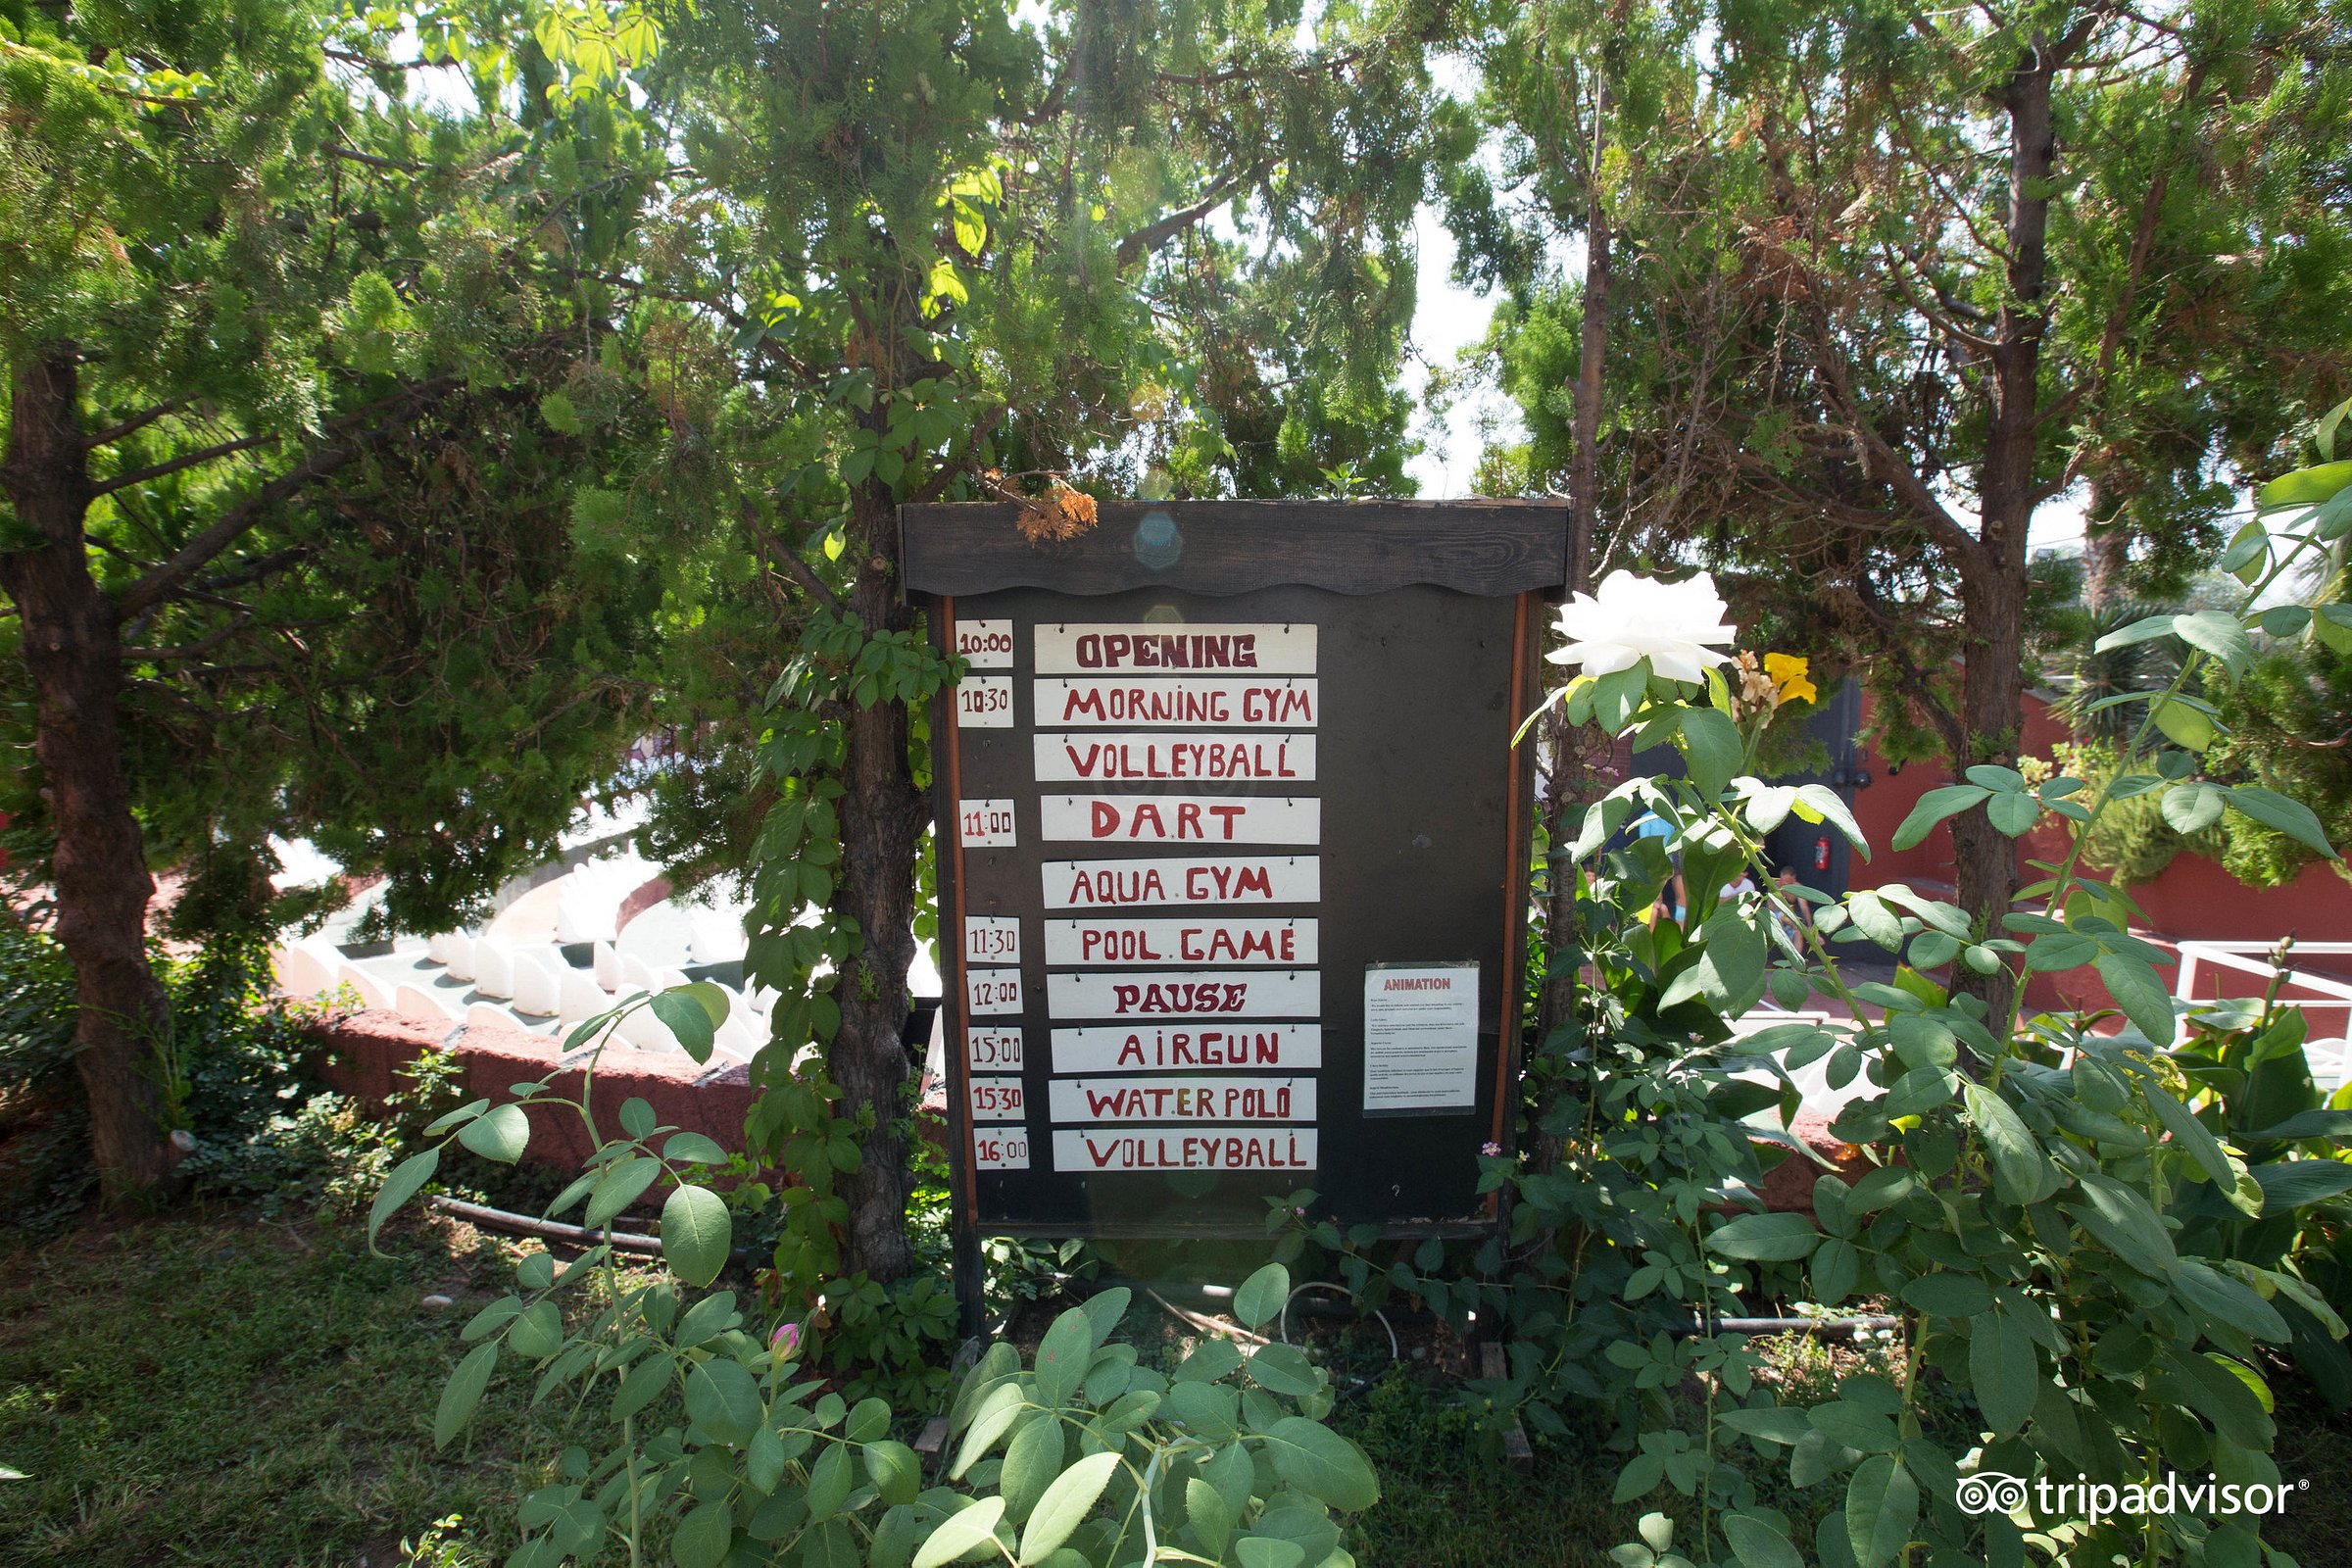 10:00 OPENING
10:30 MORNING GYM
VOLLEYBALL
11:00 DART
AQUA GYM
11:30 POOL GAME
12:00 PAUSE
15:00 AIRGUN
15:30 WATER POLO
16:00 VOLLEYBALL
ANIMATION
tripadvisor®